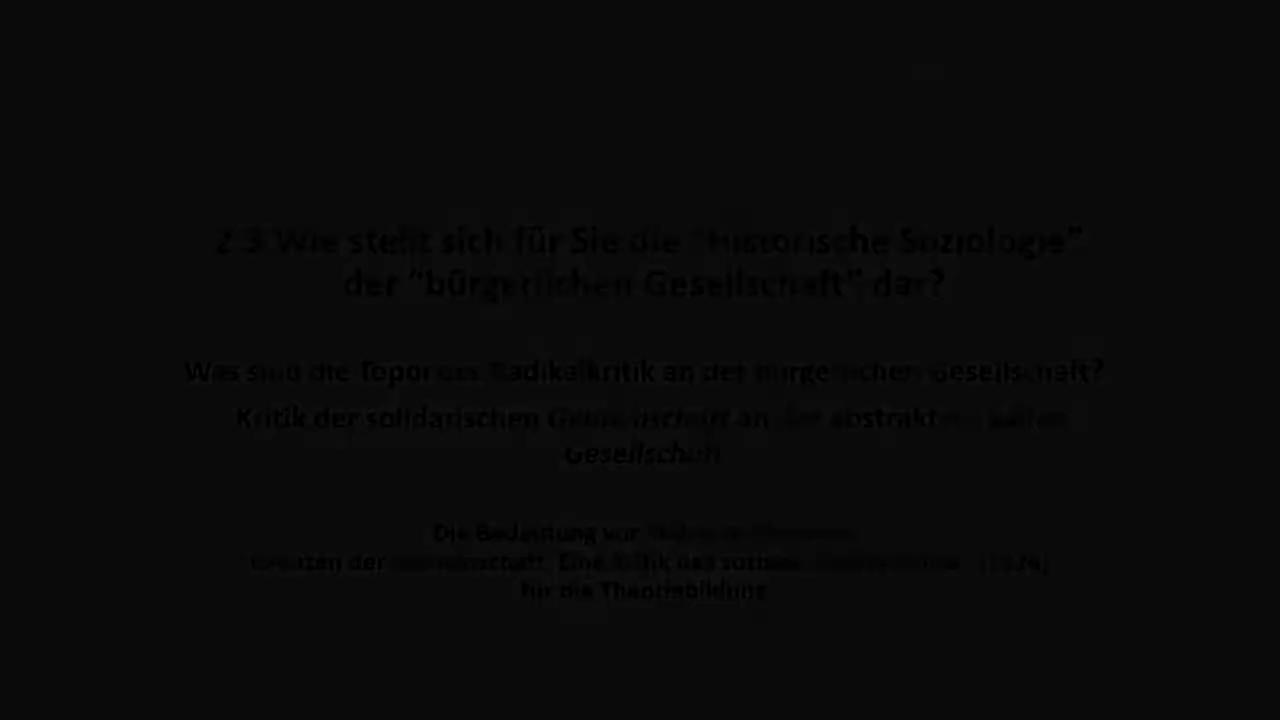 2.3 Wie stellt sich für Sie die "Historische Soziologie"
der "bürgerlichen Gesellschaft" dar?
Was sind die Topoi der Radikalkritik an der bürgerlichen Gesellschaft?
Kritik der solidarischen Gemeinschaft an der abstrakten, kalten
Gesellschaft
Die Bedeutung von
Grenzen der Gemeinschaft. Eine Kritik des sozialen (1924)
für die Theoriebildung